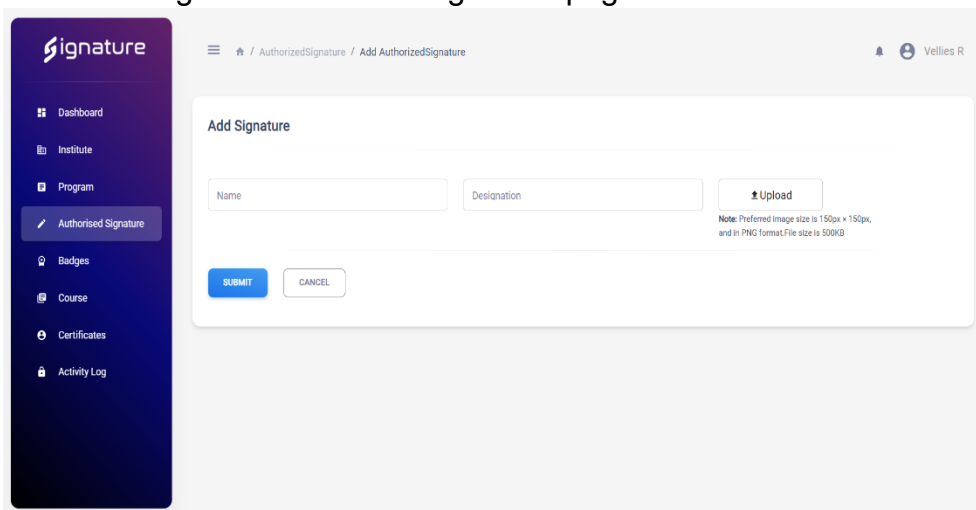 Signature
/ AuthorizedSignature / Add AuthorizedSignature
Vellies R
Dashboard
Institute
Program
Authorised Signature
Badges
Course
Certificates
Activity Log
Add Signature
Name
Designation
Upload
Note: Preferred Image size is 150px × 150px,
and in PNG format.File size is 500KB
SUBMIT
CANCEL